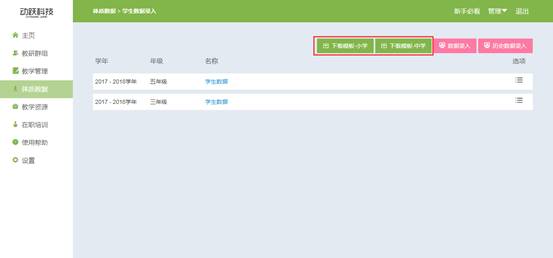 动跃科技
体质数据 > 学生数据录入
新手必看 管理 退出
主页
教研群组
教学管理
体质数据
教学资源
在职培训
使用帮助
设置
下载模板-小学 下载模板-中学 数据录入 历史数据录入
学年 年级 名称 选项
2017 - 2018学年 五年级 学生数据
2017 - 2018学年 三年级 学生数据